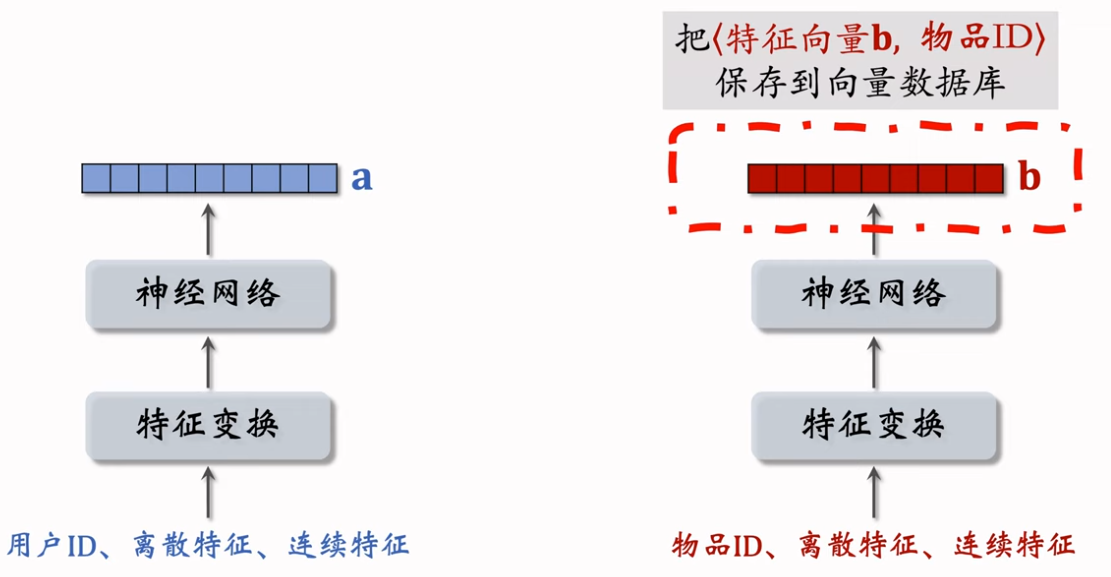 把⟨特征向量b, 物品ID⟩
保存到向量数据库
a
b
神经网络
神经网络
特征变换
特征变换
用户ID、离散特征、连续特征
物品ID、离散特征、连续特征